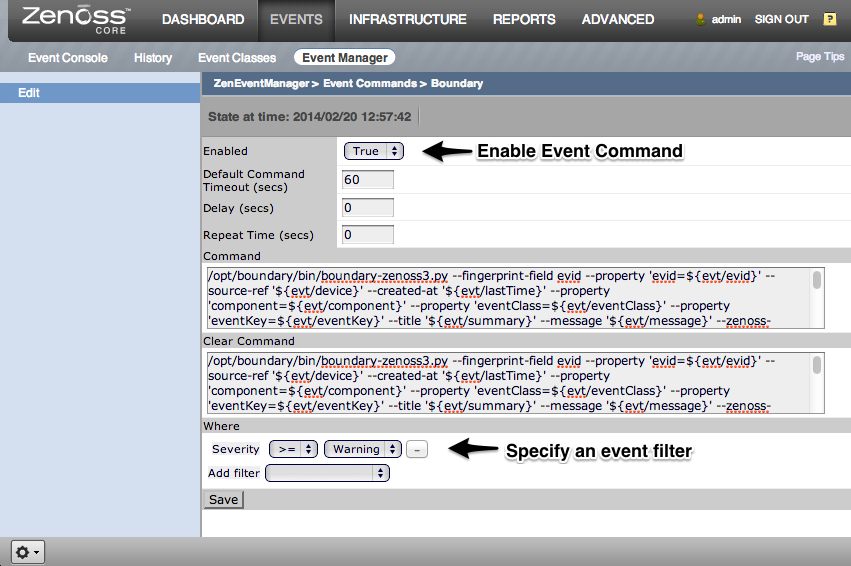 Zenoss™
CORE
DASHBOARD EVENTS INFRASTRUCTURE REPORTS ADVANCED admin SIGN OUT ?
Event Console History Event Classes Event Manager Page Tips
Edit
ZenEventManager > Event Commands > Boundary
State at time: 2014/02/20 12:57:42
Enabled True Enable Event Command
Default Command
Timeout (secs) 60
Delay (secs) 0
Repeat Time (secs) 0
Command
/opt/boundary/bin/boundary-zenoss3.py --fingerprint-field evid --property 'evid=${evt/evid}' --
source-ref '${evt/device}' --created-at '${evt/lastTime}' --property
'component=${evt/component}' --property 'eventClass=${evt/eventClass}' --property
'eventKey=${evt/eventKey}' --title '${evt/summary}' --message '${evt/message}' --zenoss-
Clear Command
/opt/boundary/bin/boundary-zenoss3.py --fingerprint-field evid --property 'evid=${evt/evid}' --
source-ref '${evt/device}' --created-at '${evt/lastTime}' --property
'component=${evt/component}' --property 'eventClass=${evt/eventClass}' --property
'eventKey=${evt/eventKey}' --title '${evt/summary}' --message '${evt/message}' --zenoss-
Where
Severity >= Warning - Specify an event filter
Add filter
Save